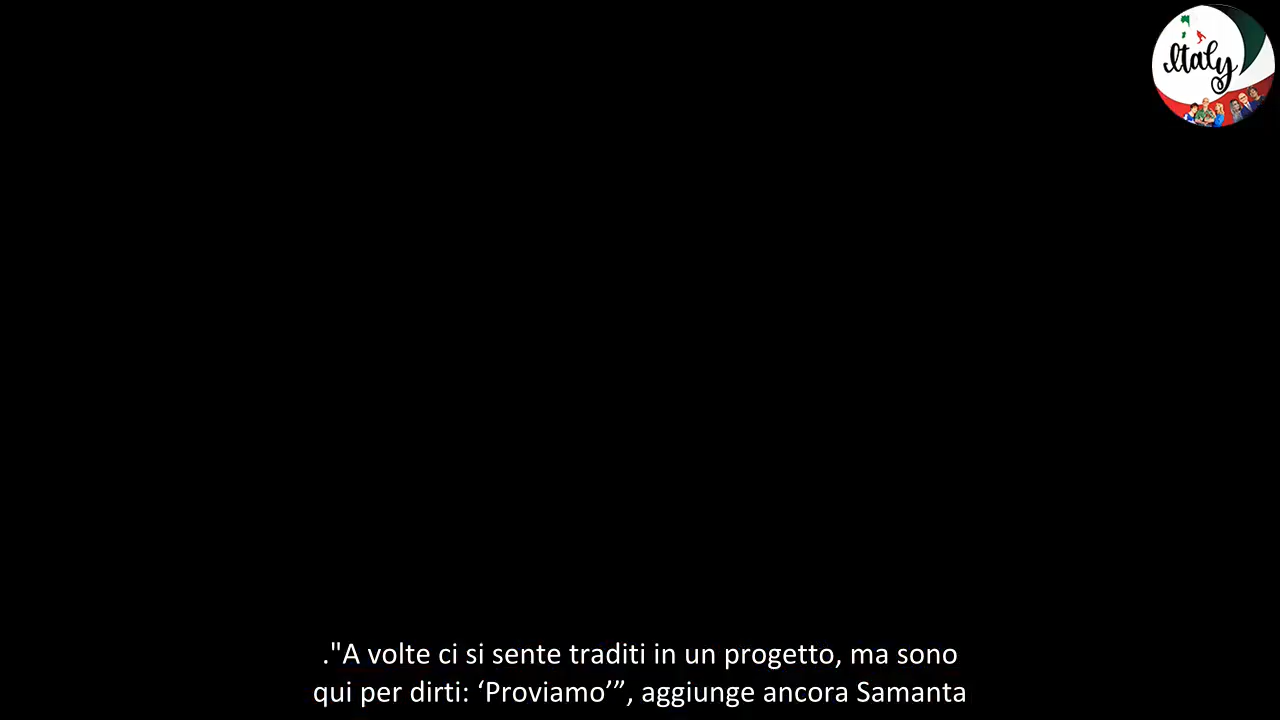 Italy
."A volte ci si sente traditi in un progetto, ma sono
qui per dirti: ‘Proviamo’”, aggiunge ancora Samanta